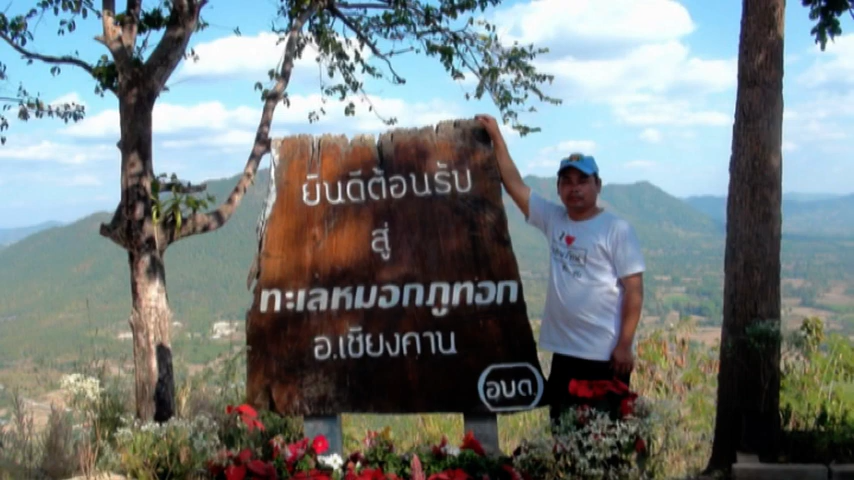 ยินดีต้อนรับ
สู่
ทะเลหมอกภูทอก
อ.เชียงคาน
อบต.
I